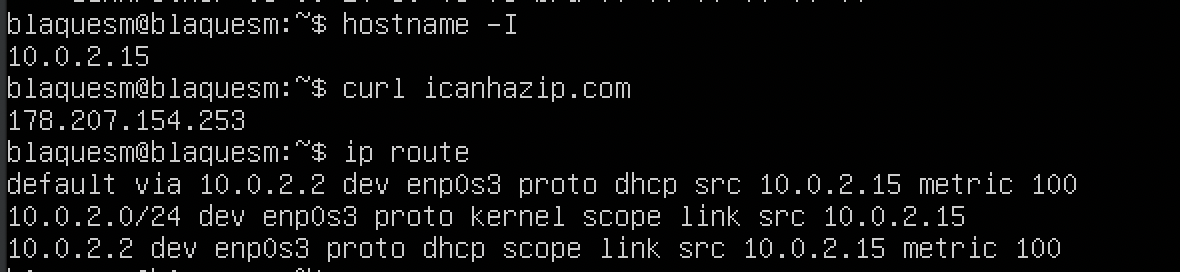 blaquesm@blaquesm:~$ hostname -I
10.0.2.15
blaquesm@blaquesm:~$ curl icanhazip.com
178.207.154.253
blaquesm@blaquesm:~$ ip route
default via 10.0.2.2 dev enp0s3 proto dhcp src 10.0.2.15 metric 100
10.0.2.0/24 dev enp0s3 proto kernel scope link src 10.0.2.15
10.0.2.2 dev enp0s3 proto dhcp scope link src 10.0.2.15 metric 100